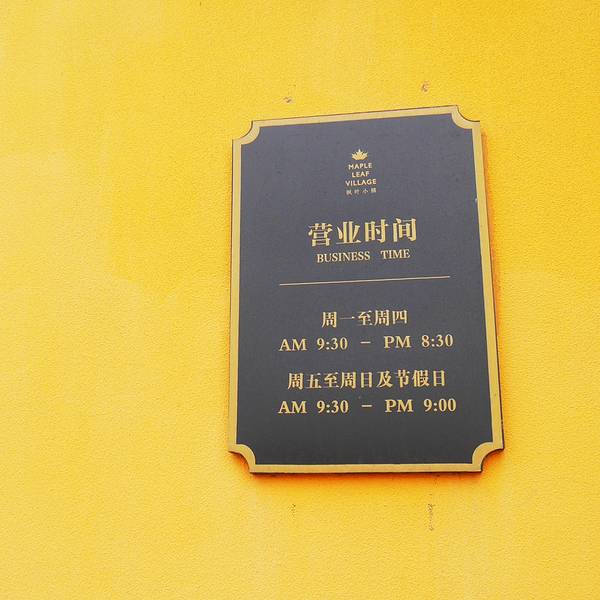 MAPLE
LEAF
VILLAGE
枫叶小镇
营业时间
BUSINESS TIME
周一至周四
AM 9:30 – PM 8:30
周五至周日及节假日
AM 9:30 – PM 9:00